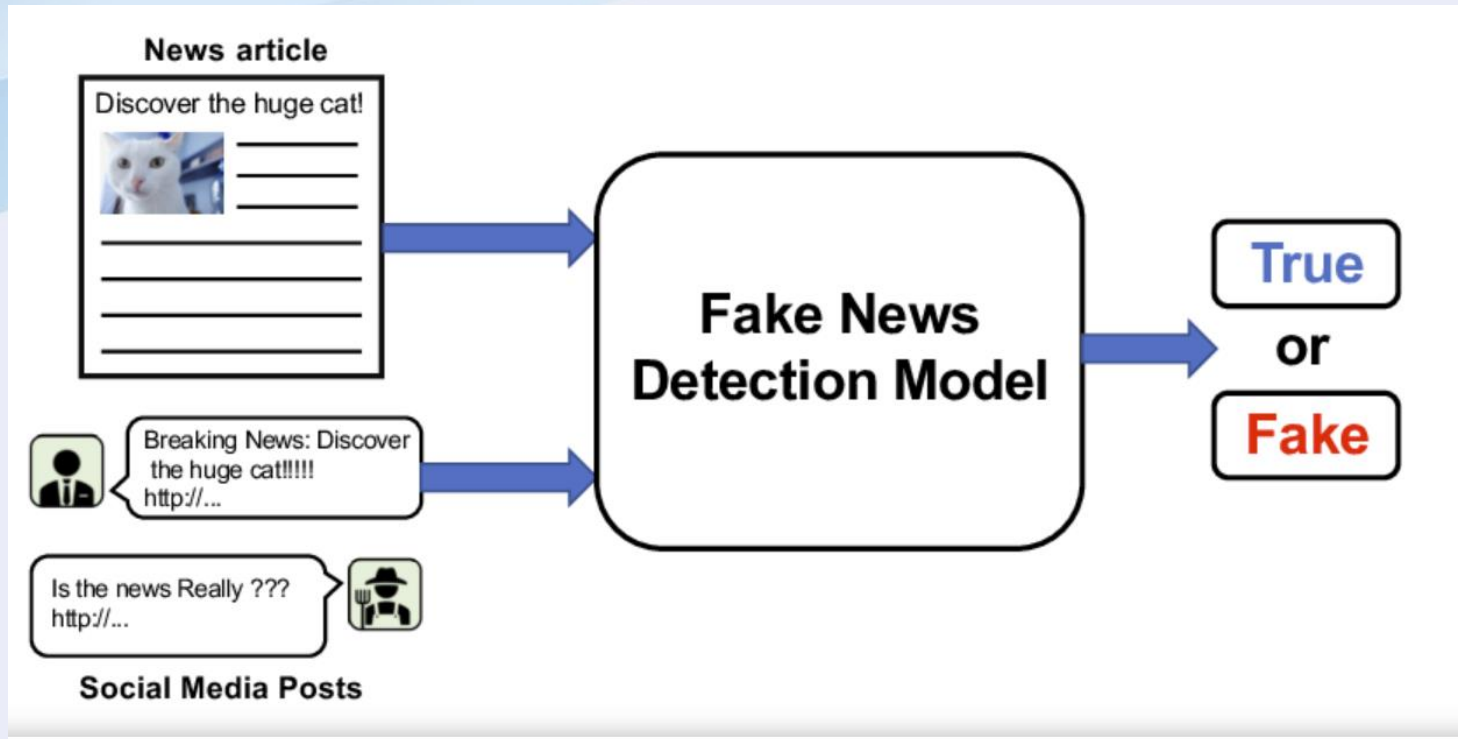 News article
Discover the huge cat!
Breaking News: Discover
the huge cat!!!!!
http://...
Is the news Really ???
http://...
Social Media Posts
Fake News
Detection Model
True
or
Fake